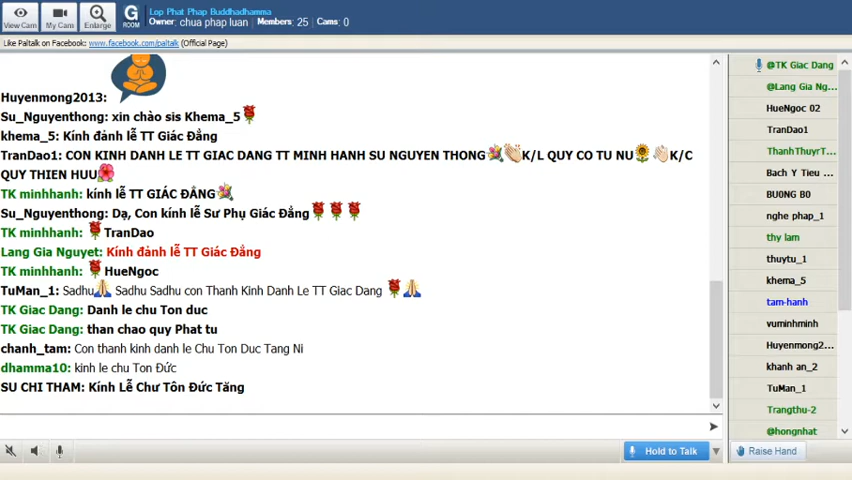 View Cam
My Cam
Enlarge
G
ROOM
Lop Phat Phap Buddhadhamma
Owner: chua phap luan Members: 25 Cams: 0
Like Paltalk on Facebook: www.facebook.com/paltalk (Official Page)
Huyenmong2013:
Su_Nguyenthong: xin chào sis Khema_5🌹
khema_5: Kính đảnh lễ TT Giác Đẳng
TranDao1: CON KINH DANH LE TT GIAC DANG TT MINH HANH SU NGUYEN THONG💐👏K/L QUY CO TU NU🌻👏K/C
QUY THIEN HUU🌺
TK minhhanh: kính lễ TT GIÁC ĐẲNG💐
Su_Nguyenthong: Dạ, Con kính lễ Sư Phụ Giác Đẳng🌹🌹🌹
TK minhhanh: 🌹TranDao
Lang Gia Nguyet: Kính đảnh lễ TT Giác Đẳng
TK minhhanh: 🌹HueNgoc
TuMan_1: Sadhu🙏 Sadhu Sadhu con Thanh Kinh Danh Le TT Giac Dang 🌹🙏
TK Giac Dang: Danh le chu Ton duc
TK Giac Dang: than chao quy Phat tu
chanh_tam: Con thanh kinh danh le Chu Ton Duc Tang Ni
dhamma10: kinh le chu Tôn Đức
SU CHI THAM: Kính Lễ Chư Tôn Đức Tăng
Hold to Talk
@TK Giac Dang
@Lang Gia Ng...
HueNgoc 02
TranDao1
ThanhThuyrT...
Bach Y Tieu ...
BU0NG B0
nghe phap_1
thy lam
thuytu_1
khema_5
tam-hanh
vuminhminh
Huyenmong2...
khanh an_2
TuMan_1
Trangthu-2
@hongnhat
Raise Hand